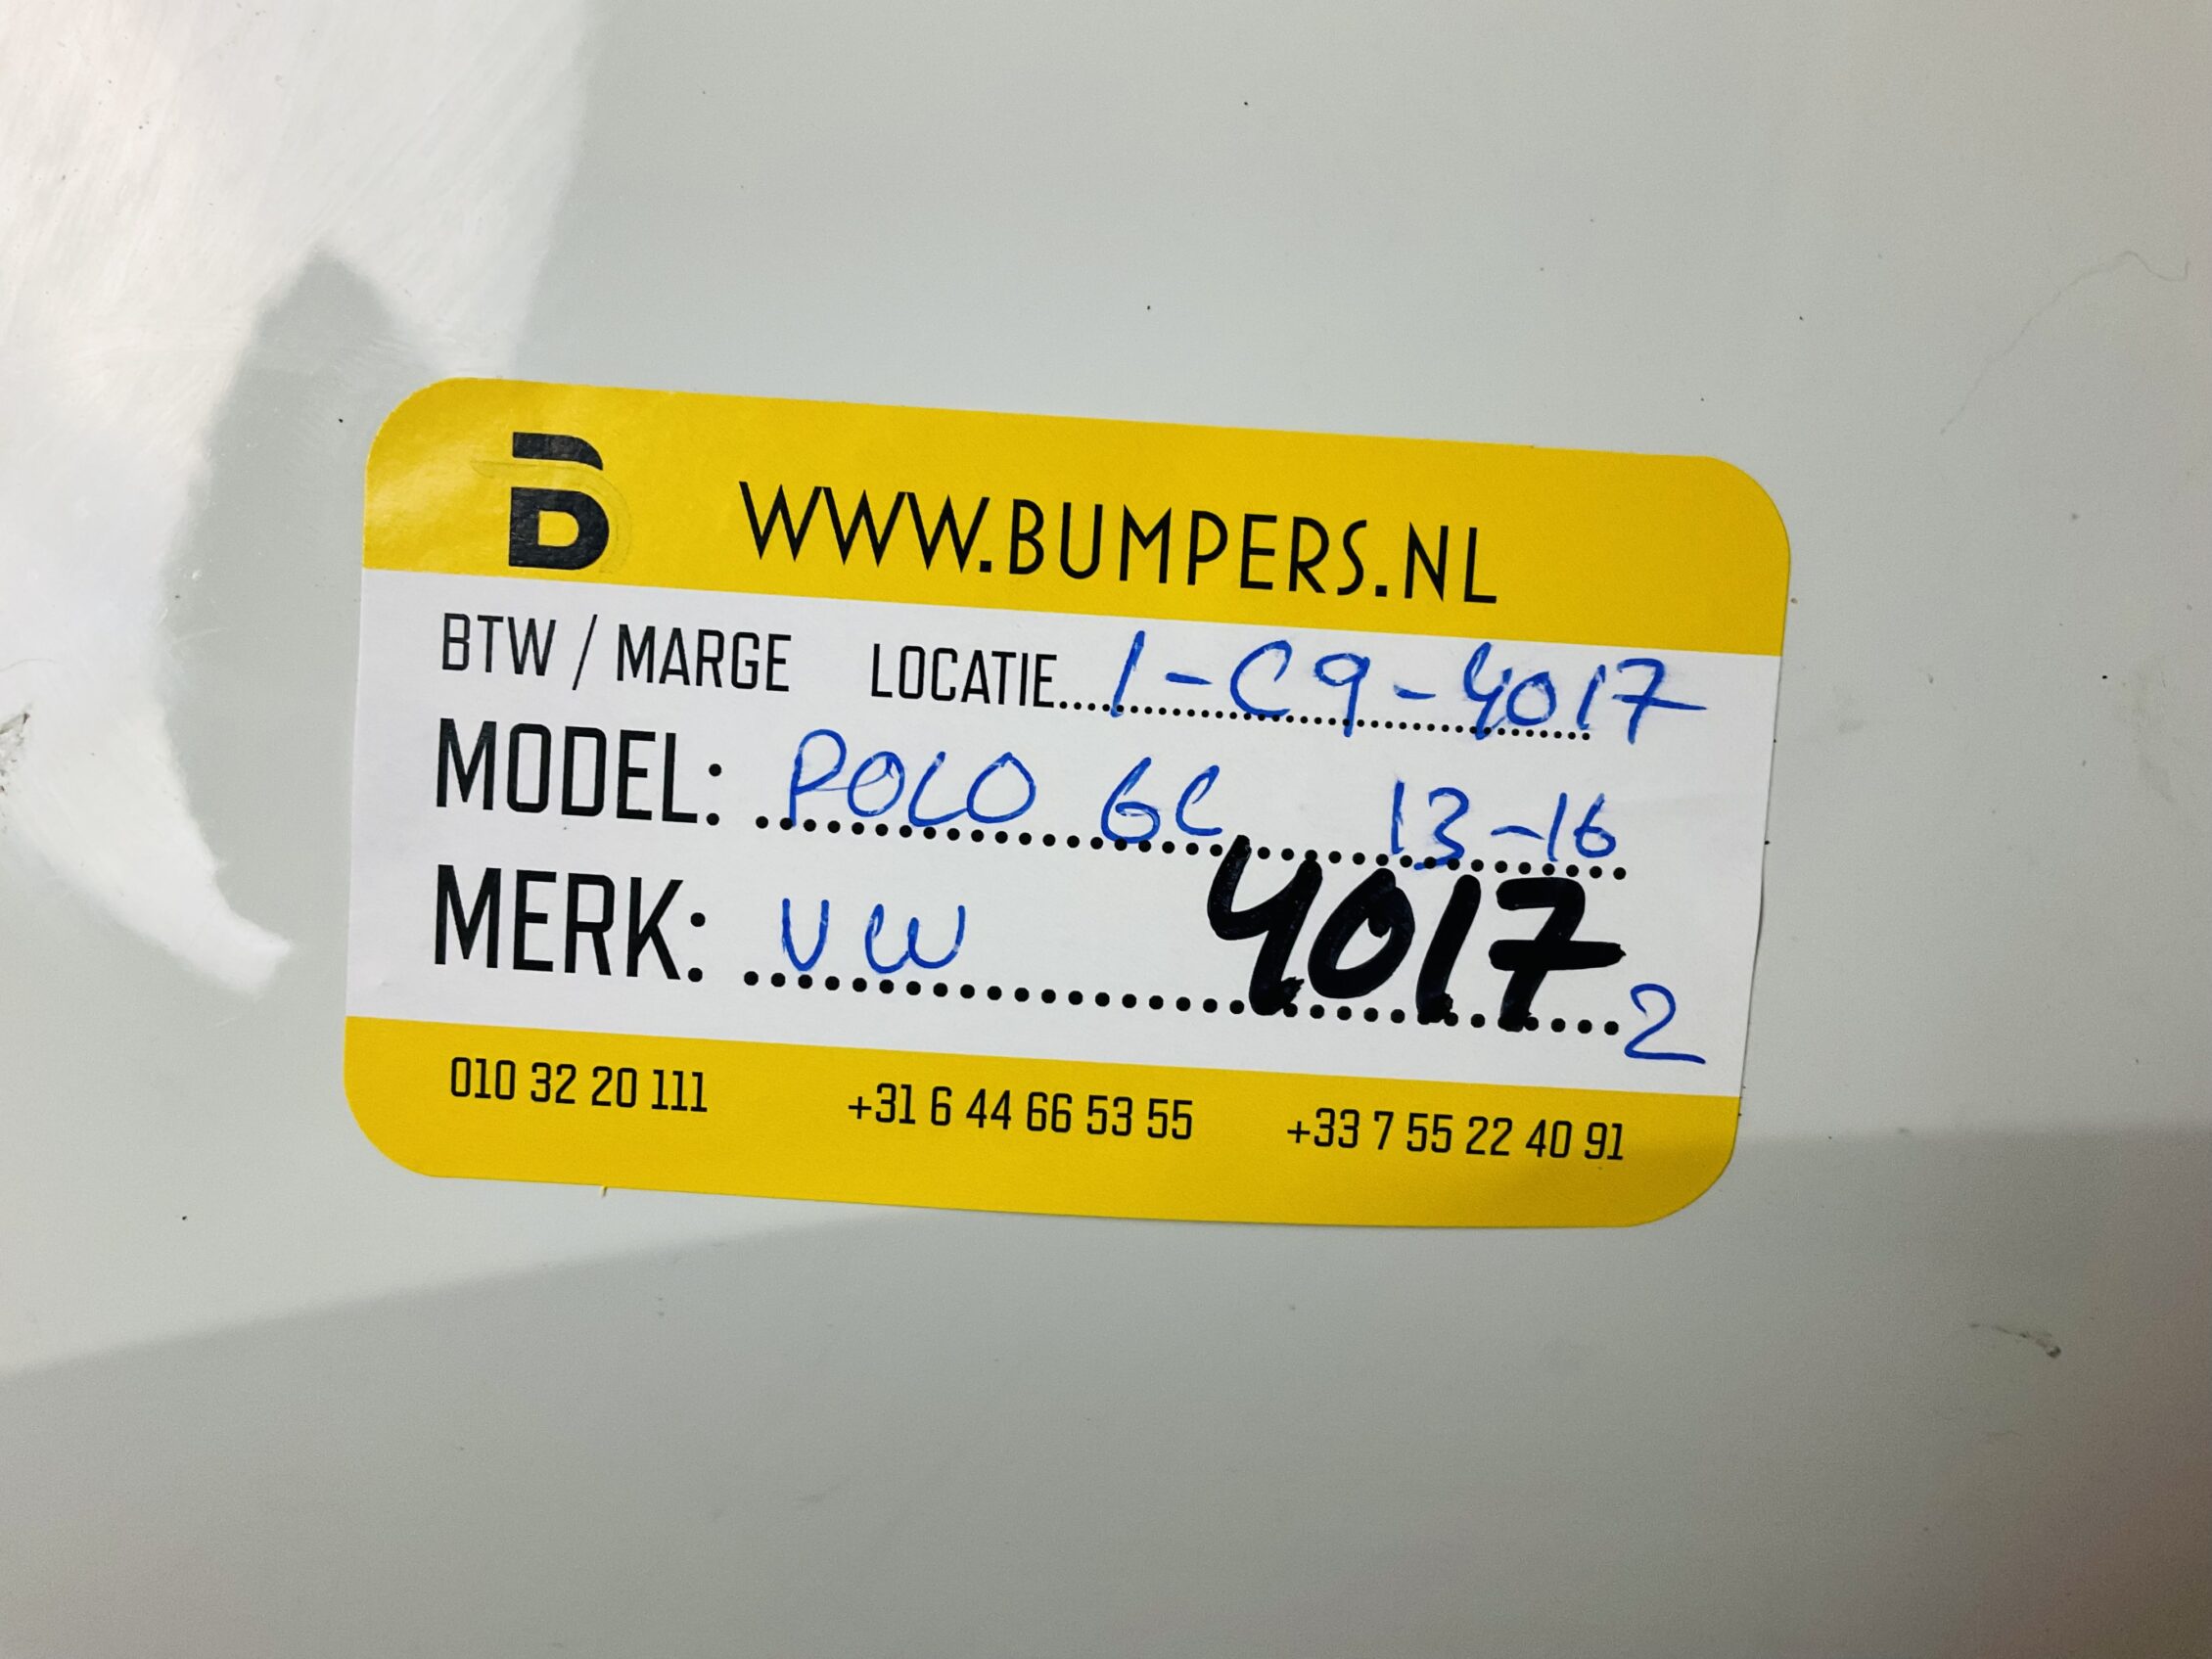 B WWW.BUMPERS.NL
BTW / MARGE LOCATIE 1-C9-4017
MODEL: POLO 6C 13-16
MERK: VW 4017 2
010 32 20 111 +31 6 44 66 53 55 +33 7 55 22 40 91